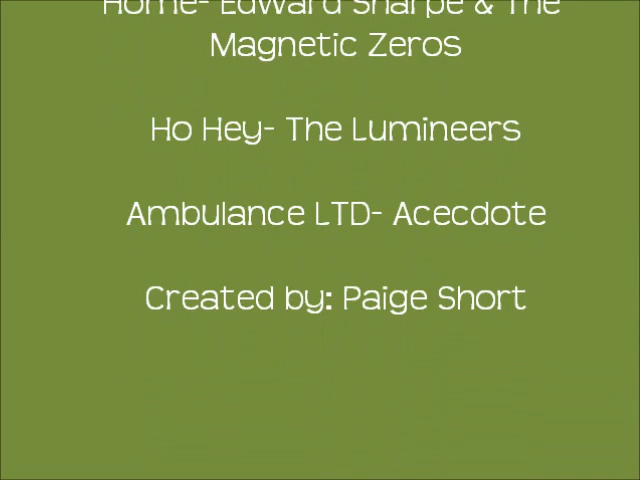 Home- Edward Sharpe & The
Magnetic Zeros
Ho Hey- The Lumineers
Ambulance LTD- Acecdote
Created by: Paige Short